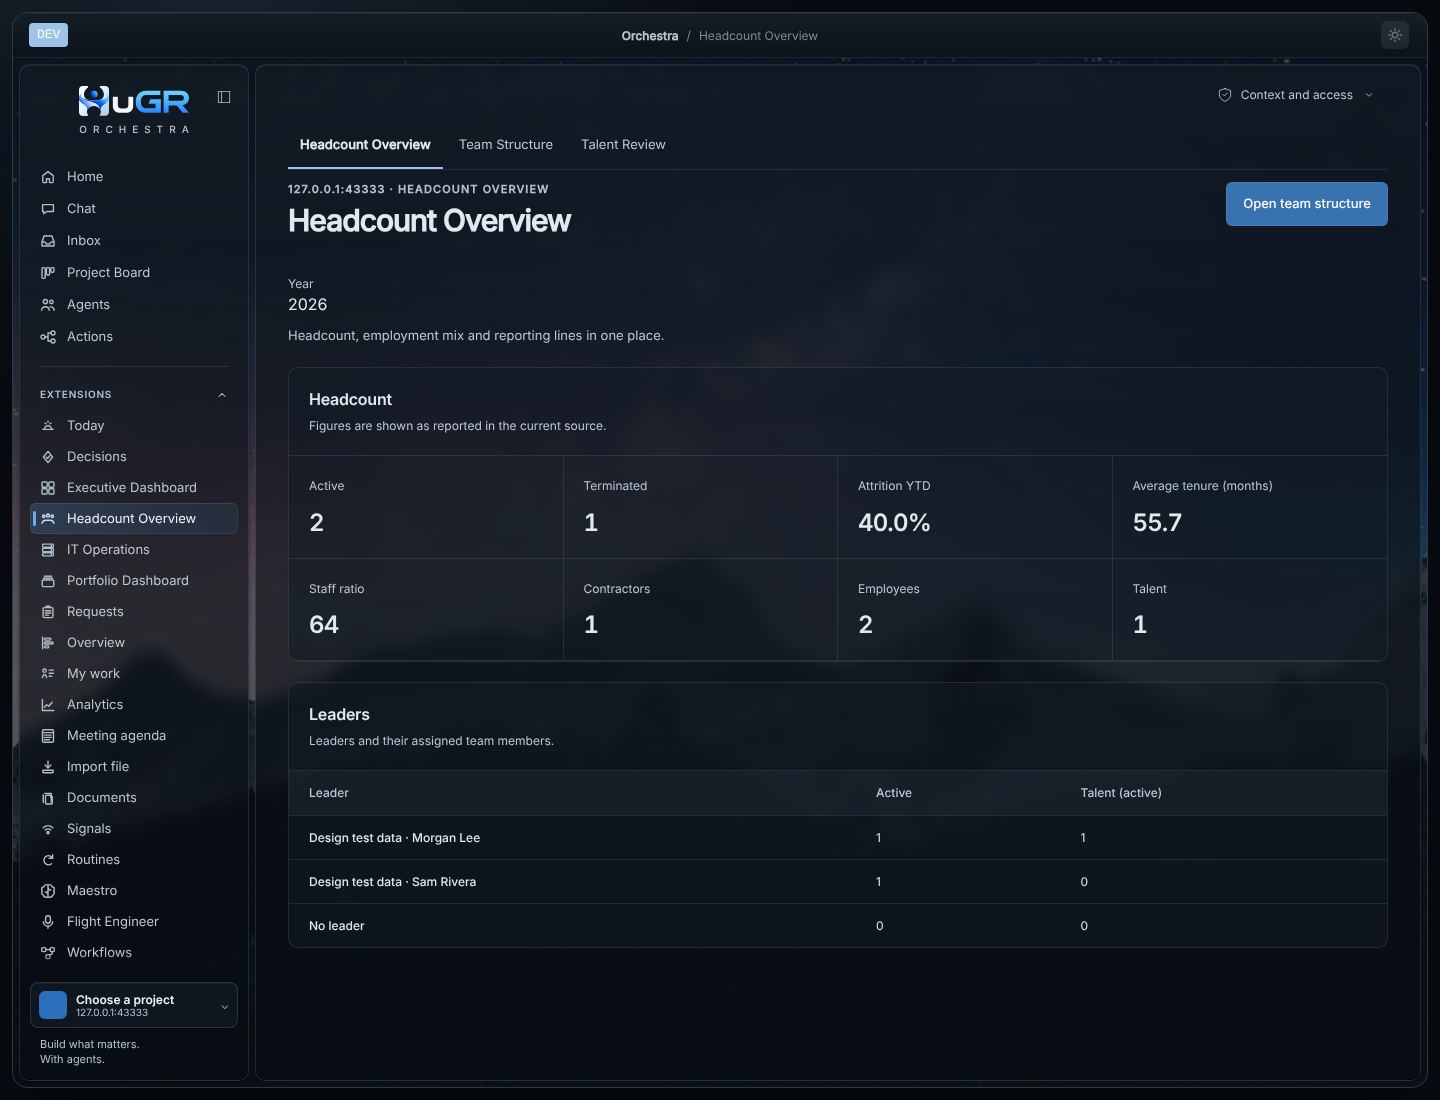 DEV
Orchestra / Headcount Overview
HuGR
ORCHESTRA
Home
Chat
Inbox
Project Board
Agents
Actions
EXTENSIONS
Today
Decisions
Executive Dashboard
Headcount Overview
IT Operations
Portfolio Dashboard
Requests
Overview
My work
Analytics
Meeting agenda
Import file
Documents
Signals
Routines
Maestro
Flight Engineer
Workflows
Choose a project
127.0.0.1:43333
Build what matters.
With agents.
Context and access
Headcount Overview Team Structure Talent Review
127.0.0.1:43333 · HEADCOUNT OVERVIEW
Headcount Overview
Open team structure
Year
2026
Headcount, employment mix and reporting lines in one place.
Headcount
Figures are shown as reported in the current source.
Active Terminated Attrition YTD Average tenure (months)
2 1 40.0% 55.7
Staff ratio Contractors Employees Talent
64 1 2 1
Leaders
Leaders and their assigned team members.
Leader Active Talent (active)
Design test data · Morgan Lee 1 1
Design test data · Sam Rivera 1 0
No leader 0 0